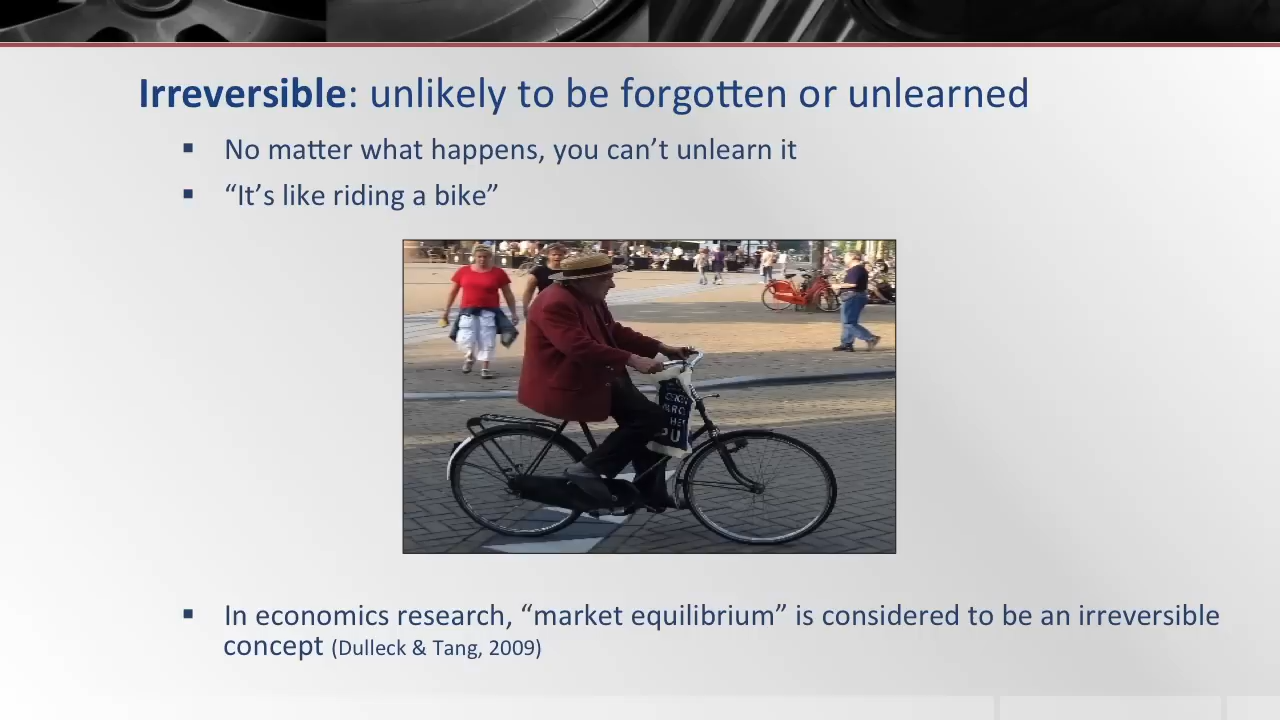 Irreversible: unlikely to be forgotten or unlearned
▪ No matter what happens, you can’t unlearn it
▪ “It’s like riding a bike”
▪ In economics research, “market equilibrium” is considered to be an irreversible
concept (Dulleck & Tang, 2009)